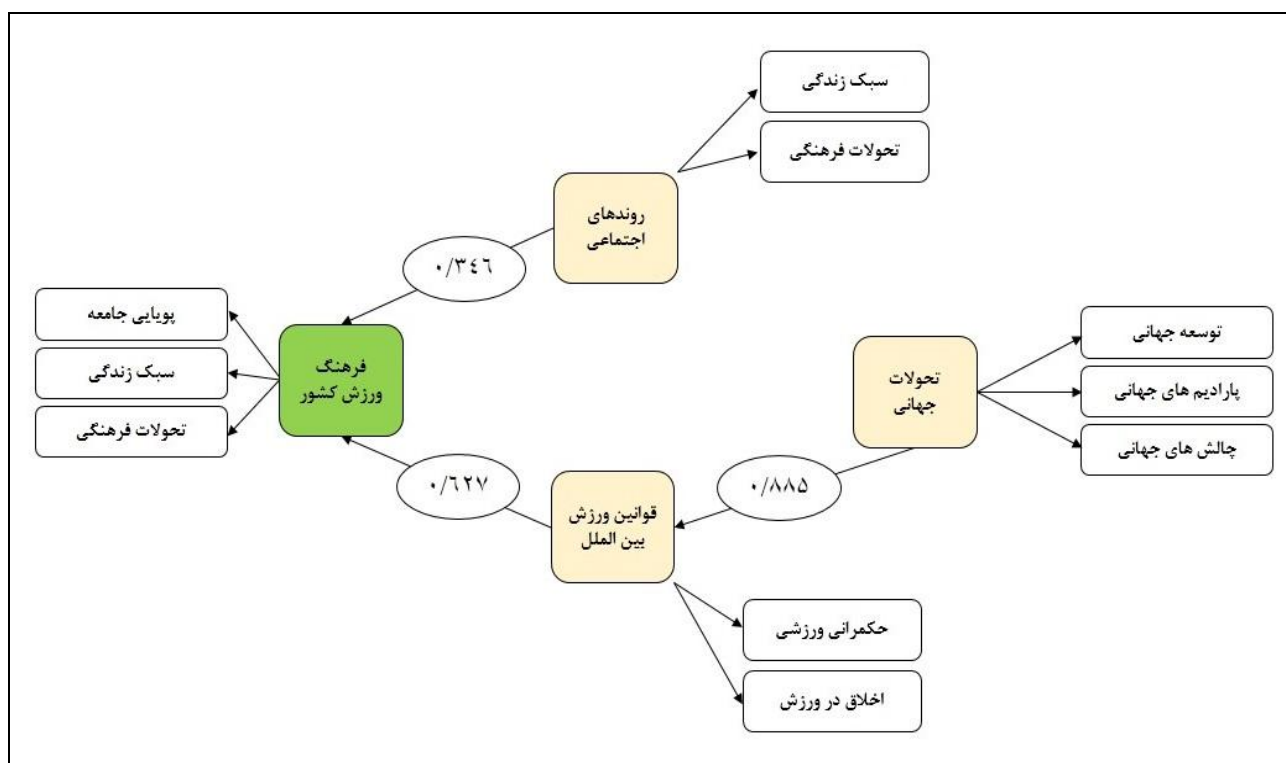 سبک زندگی
تحولات فرهنگی
روندهای
اجتماعی
۰/۳٤٦
پویایی جامعه
سبک زندگی
تحولات فرهنگی
فرهنگ
ورزش کشور
تحولات
جهانی
توسعه جهانی
پارادیم های جهانی
چالش های جهانی
۰/٦۲۷
۰/۸۸۵
قوانین ورزش
بین الملل
حکمرانی ورزشی
اخلاق در ورزش